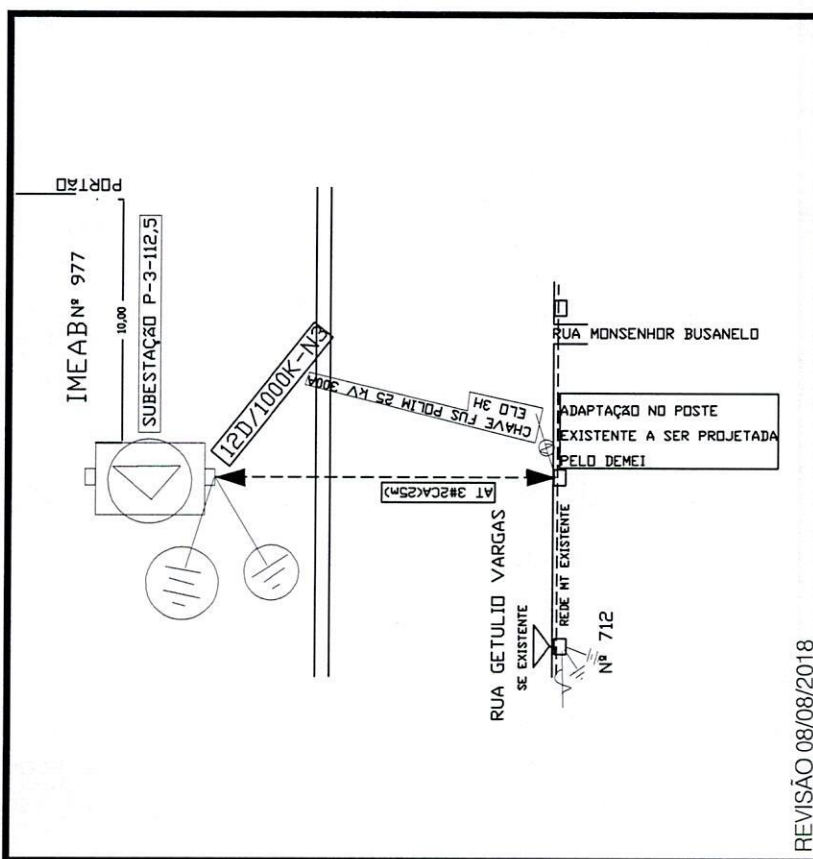 PORTÃO
IMEAB Nº 977
10,00
SUBESTAÇÃO P-3-112,5
12D/1000K-N3
CHAVE FUS POLIM 25 kV 300A
ELO 3H
AT 3#2CA(25m)
RUA MONSENHOR BUSANELO
ADAPTAÇÃO NO POSTE
EXISTENTE A SER PROJETADA
PELO DEMEI
RUA GETULIO VARGAS
SE EXISTENTE
REDE MT EXISTENTE
Nº 712
REVISÃO 08/08/2018